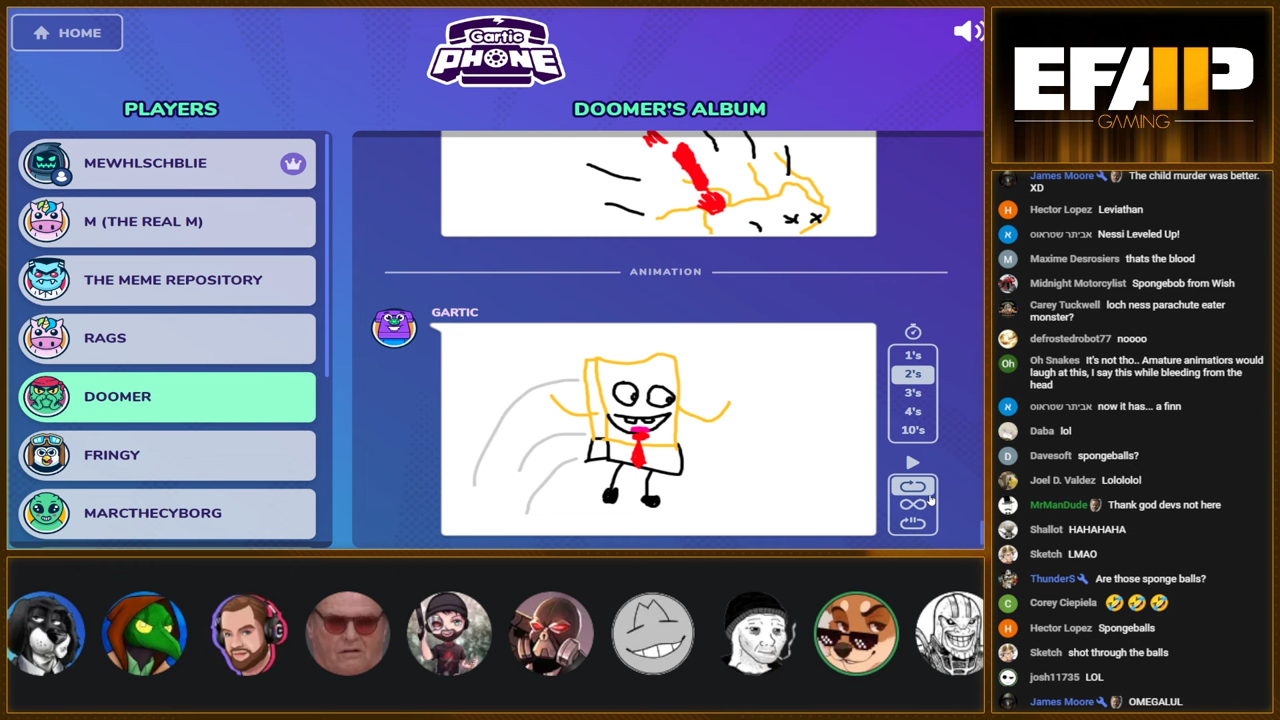 HOME
Gartic
PHONE
PLAYERS
MEWHLSCHBLIE
M (THE REAL M)
THE MEME REPOSITORY
RAGS
DOOMER
FRINGY
MARCTHECYBORG
DOOMER'S ALBUM
ANIMATION
GARTIC
1's
2's
3's
4's
10's
EFAP
GAMING
James Moore The child murder was better.
XD
Hector Lopez Leviathan
אביתר שטראוס Nessi Leveled Up!
Maxime Desrosiers thats the blood
Midnight Motorcylist Spongebob from Wish
Carey Tuckwell loch ness parachute eater
monster?
defrostedrobot77 noooo
Oh Snakes It's not tho.. Amature animatiors would
laugh at this, I say this while bleeding from the
head
אביתר שטראוס now it has... a finn
Daba lol
Davesoft spongeballs?
Joel D. Valdez Lolololol
MrManDude Thank god devs not here
Shallot HAHAHAHA
Sketch LMAO
ThunderS Are those sponge balls?
Corey Ciepiela 🤣 🤣 🤣
Hector Lopez Spongeballs
Sketch shot through the balls
josh11735 LOL
James Moore OMEGALUL